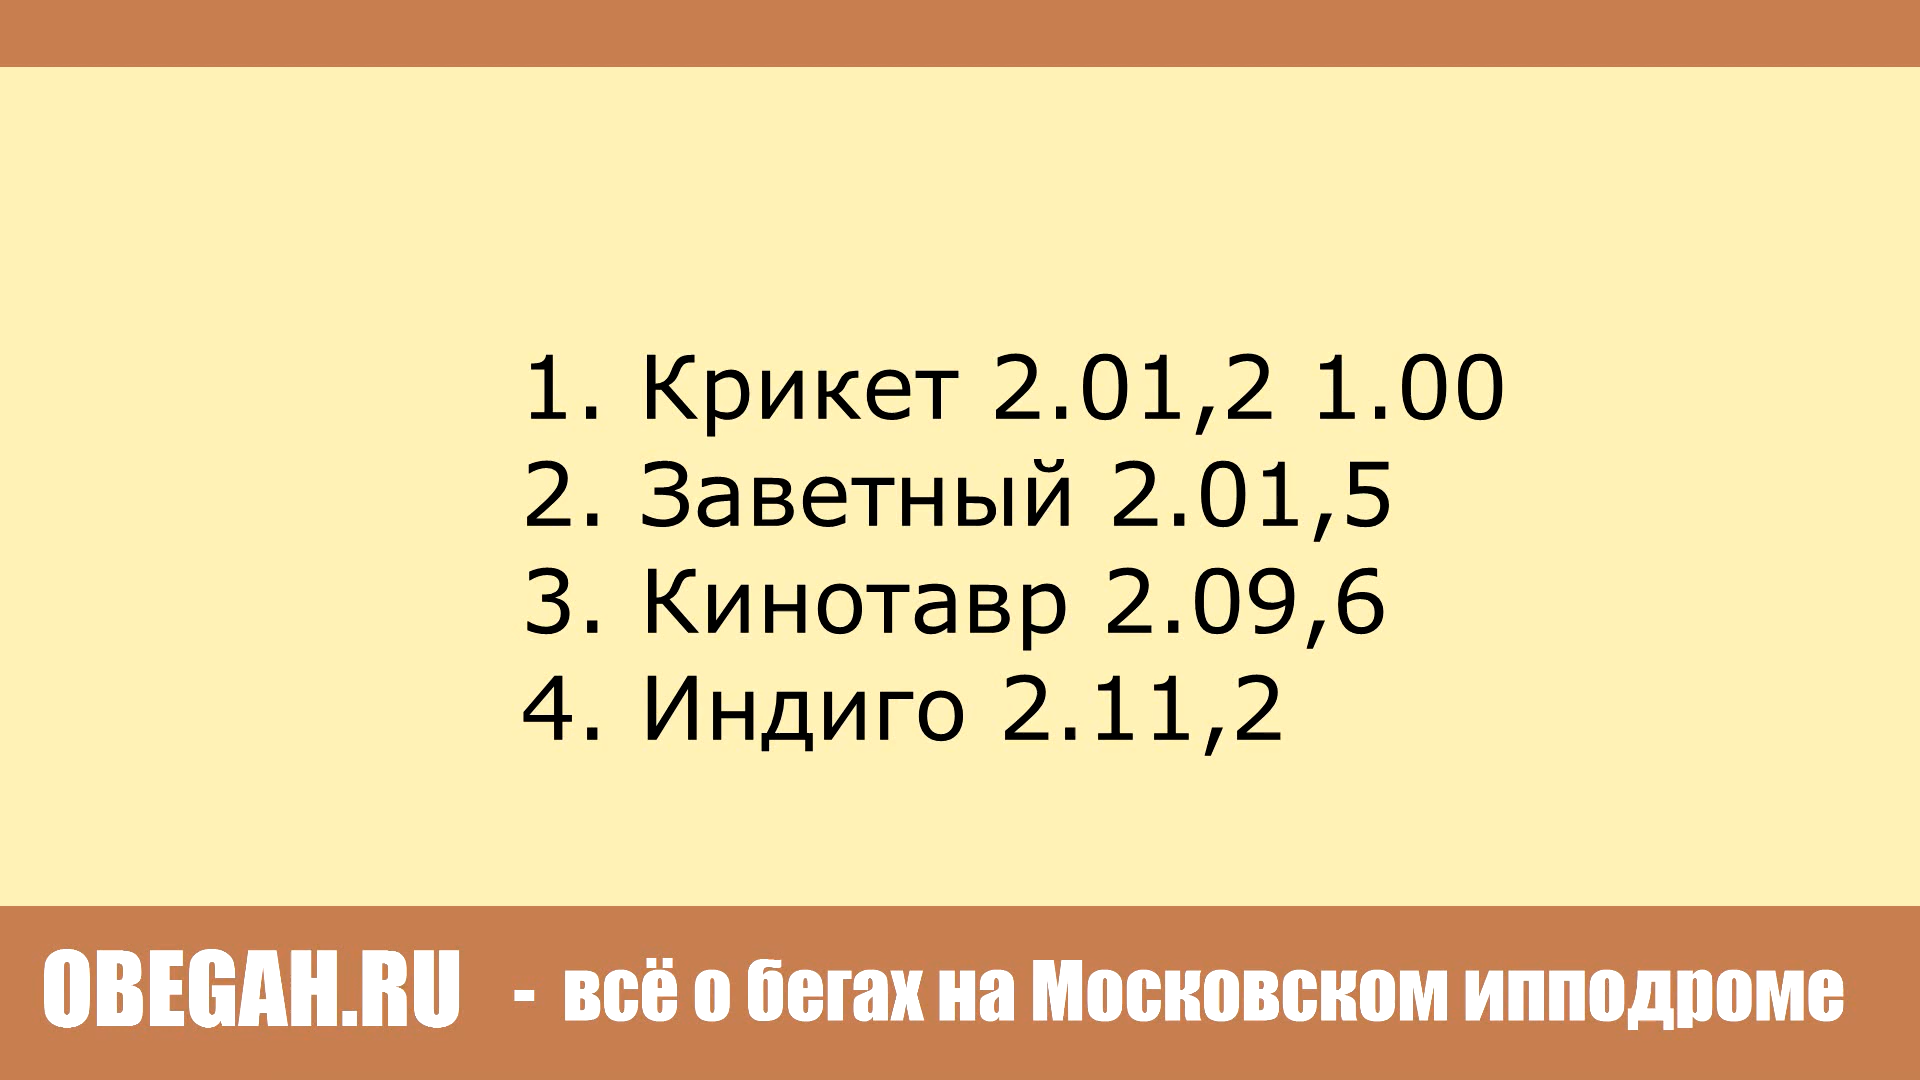 1. Крикет 2.01,2 1.00
2. Заветный 2.01,5
3. Кинотавр 2.09,6
4. Индиго 2.11,2
OBEGAH.RU - всё о бегах на Московском ипподроме